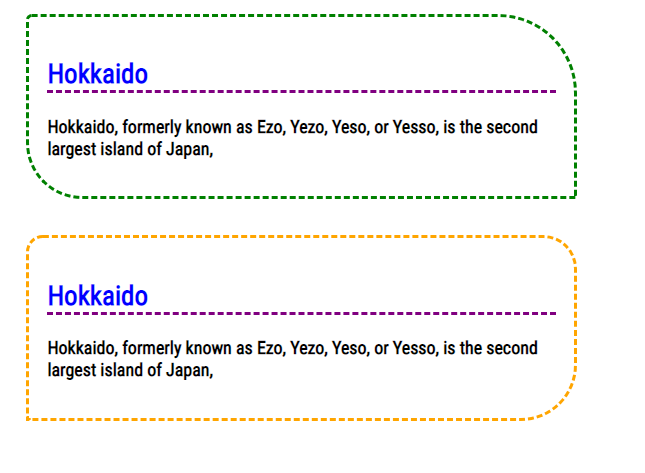 Hokkaido
Hokkaido, formerly known as Ezo, Yezo, Yeso, or Yesso, is the second
largest island of Japan,
Hokkaido
Hokkaido, formerly known as Ezo, Yezo, Yeso, or Yesso, is the second
largest island of Japan,